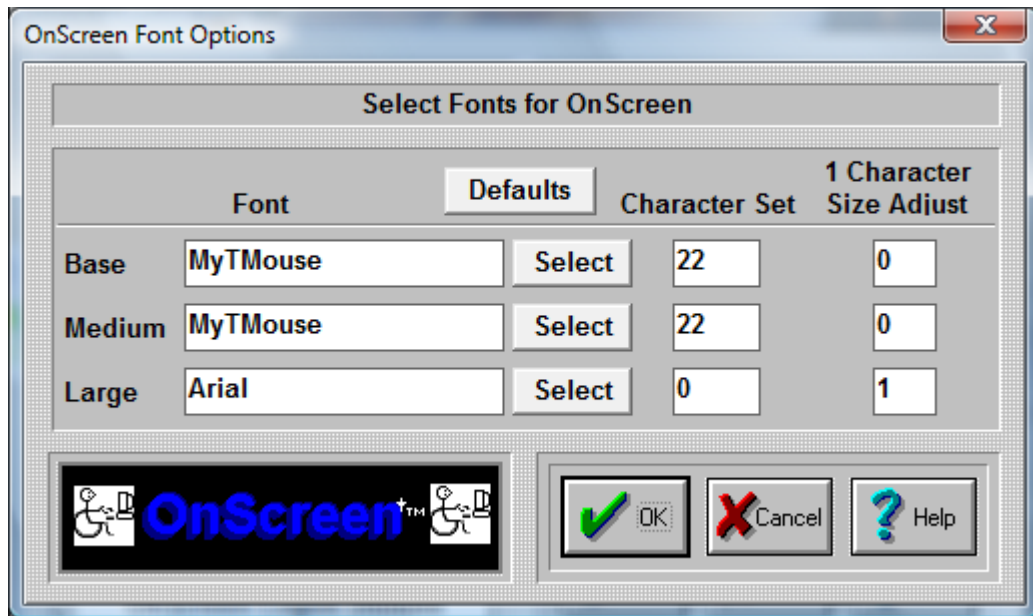 OnScreen Font Options
Select Fonts for OnScreen
Font Defaults Character Set 1 Character Size Adjust
Base MyTMouse Select 22 0
Medium MyTMouse Select 22 0
Large Arial Select 0 1
OnScreen†™ OK Cancel ? Help